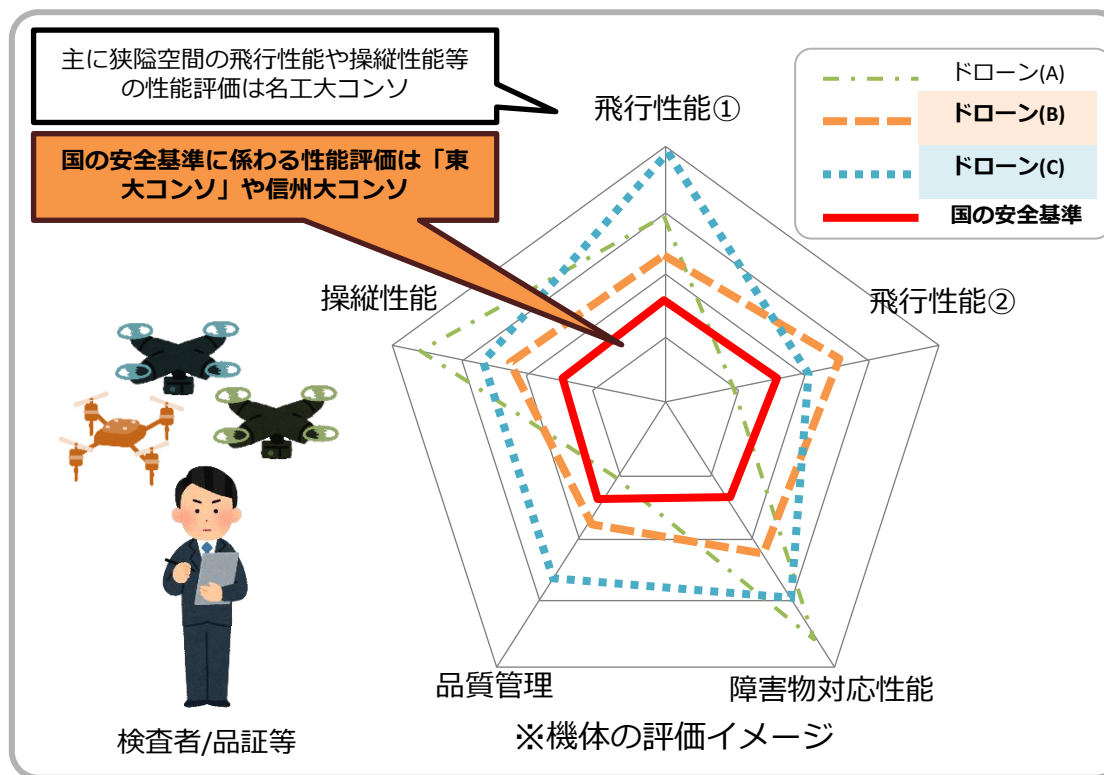 主に狭隘空間の飛行性能や操縦性能等
の性能評価は名工大コンソ
国の安全基準に係わる性能評価は「東
大コンソ」や信州大コンソ
ドローン(A)
ドローン(B)
ドローン(C)
国の安全基準
飛行性能①
飛行性能②
操縦性能
品質管理
障害物対応性能
検査者/品証等
※機体の評価イメージ